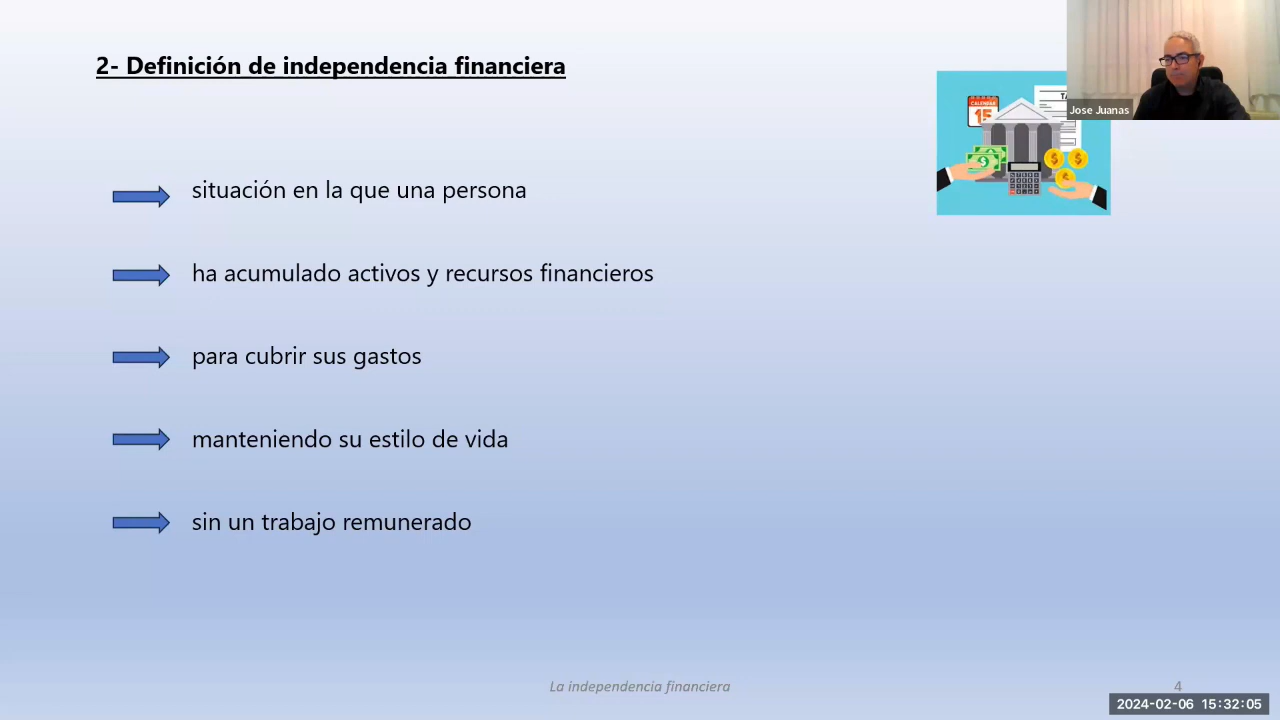 2- Definición de independencia financiera
CALENDAR
15
Jose Juanas
situación en la que una persona
ha acumulado activos y recursos financieros
para cubrir sus gastos
manteniendo su estilo de vida
sin un trabajo remunerado
La independencia financiera
4
2024-02-06 15:32:05